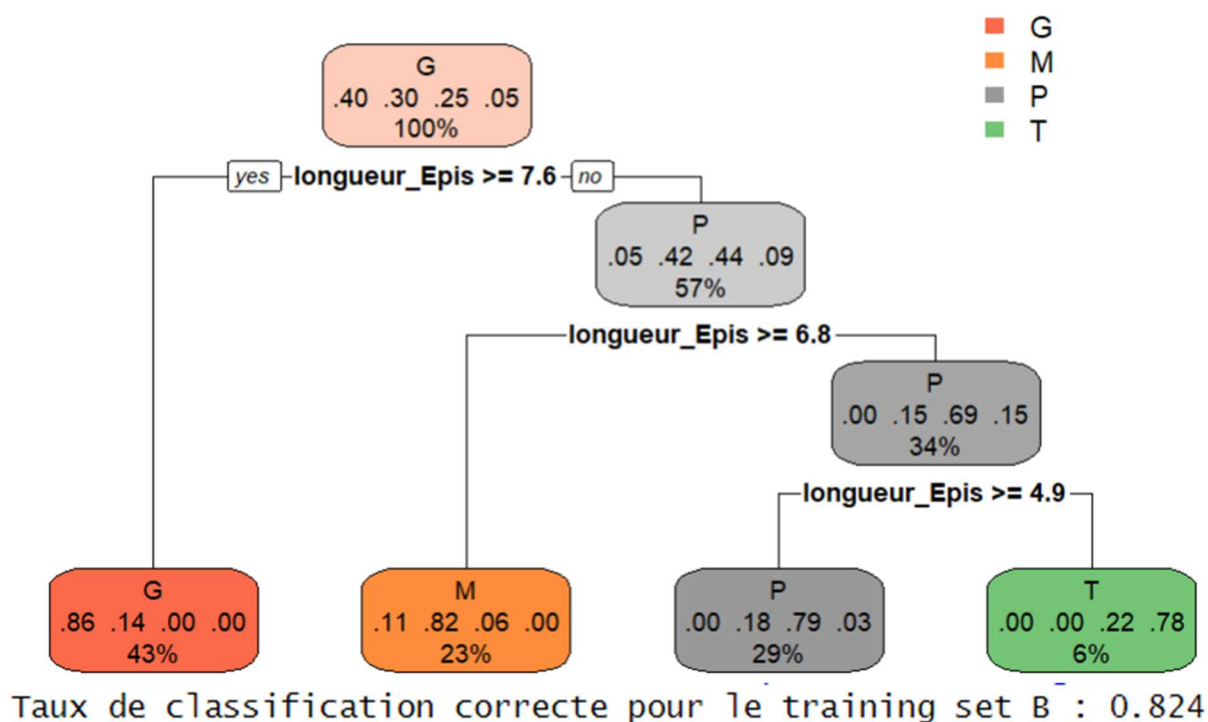 G
M
P
T
G
.40 .30 .25 .05
100%
yes longueur_Epis >= 7.6 no
P
.05 .42 .44 .09
57%
longueur_Epis >= 6.8
P
.00 .15 .69 .15
34%
longueur_Epis >= 4.9
G
.86 .14 .00 .00
43%
M
.11 .82 .06 .00
23%
P
.00 .18 .79 .03
29%
T
.00 .00 .22 .78
6%
Taux de classification correcte pour le training set B : 0.824